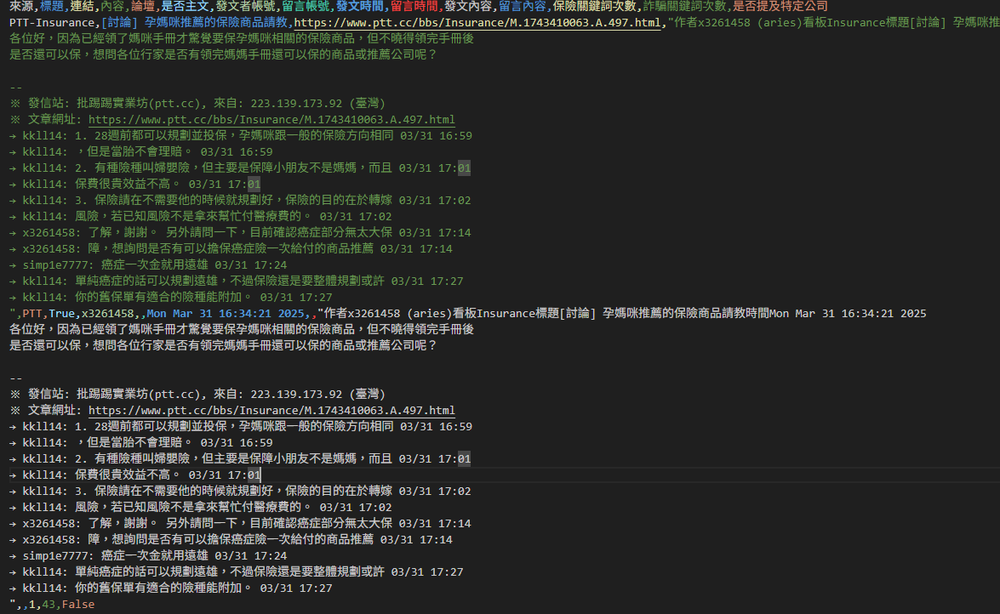 來源,標題,連結,內容,論壇,是否主文,發文者帳號,留言帳號,發文時間,留言時間,發文內容,留言內容,保險關鍵詞次數,詐騙關鍵詞次數,是否提及特定公司
PTT-Insurance,[討論] 孕媽咪推薦的保險商品請教,https://www.ptt.cc/bbs/Insurance/M.1743410063.A.497.html,"作者x3261458 (aries)看板Insurance標題[討論] 孕媽咪推
各位好，因為已經領了媽咪手冊才驚覺要保孕媽咪相關的保險商品，但不曉得領完手冊後
是否還可以保，想問各位行家是否有領完媽媽手冊還可以保的商品或推薦公司呢？
--
※ 發信站: 批踢踢實業坊(ptt.cc), 來自: 223.139.173.92 (臺灣)
※ 文章網址: https://www.ptt.cc/bbs/Insurance/M.1743410063.A.497.html
→ kkll14: 1. 28週前都可以規劃並投保，孕媽咪跟一般的保險方向相同 03/31 16:59
→ kkll14: ，但是當胎不會理賠。 03/31 16:59
→ kkll14: 2. 有種險種叫婦嬰險，但主要是保障小朋友不是媽媽，而且 03/31 17:01
→ kkll14: 保費很貴效益不高。 03/31 17:01
→ kkll14: 3. 保險請在不需要他的時候就規劃好，保險的目的在於轉嫁 03/31 17:02
→ kkll14: 風險，若已知風險不是拿來幫忙付醫療費的。 03/31 17:02
→ x3261458: 了解，謝謝。 另外請問一下，目前確認癌症部分無太大保 03/31 17:14
→ x3261458: 障，想詢問是否有可以擔保癌症險一次給付的商品推薦 03/31 17:14
→ simp1e7777: 癌症一次金就用遠雄 03/31 17:24
→ kkll14: 單純癌症的話可以規劃遠雄，不過保險還是要整體規劃或許 03/31 17:27
→ kkll14: 你的舊保單有適合的險種能附加。 03/31 17:27
",PTT,True,x3261458,,Mon Mar 31 16:34:21 2025,,"作者x3261458 (aries)看板Insurance標題[討論] 孕媽咪推薦的保險商品請教時間Mon Mar 31 16:34:21 2025
各位好，因為已經領了媽咪手冊才驚覺要保孕媽咪相關的保險商品，但不曉得領完手冊後
是否還可以保，想問各位行家是否有領完媽媽手冊還可以保的商品或推薦公司呢？
--
※ 發信站: 批踢踢實業坊(ptt.cc), 來自: 223.139.173.92 (臺灣)
※ 文章網址: https://www.ptt.cc/bbs/Insurance/M.1743410063.A.497.html
→ kkll14: 1. 28週前都可以規劃並投保，孕媽咪跟一般的保險方向相同 03/31 16:59
→ kkll14: ，但是當胎不會理賠。 03/31 16:59
→ kkll14: 2. 有種險種叫婦嬰險，但主要是保障小朋友不是媽媽，而且 03/31 17:01
→ kkll14: 保費很貴效益不高。 03/31 17:01
→ kkll14: 3. 保險請在不需要他的時候就規劃好，保險的目的在於轉嫁 03/31 17:02
→ kkll14: 風險，若已知風險不是拿來幫忙付醫療費的。 03/31 17:02
→ x3261458: 了解，謝謝。 另外請問一下，目前確認癌症部分無太大保 03/31 17:14
→ x3261458: 障，想詢問是否有可以擔保癌症險一次給付的商品推薦 03/31 17:14
→ simp1e7777: 癌症一次金就用遠雄 03/31 17:24
→ kkll14: 單純癌症的話可以規劃遠雄，不過保險還是要整體規劃或許 03/31 17:27
→ kkll14: 你的舊保單有適合的險種能附加。 03/31 17:27
",,1,43,False